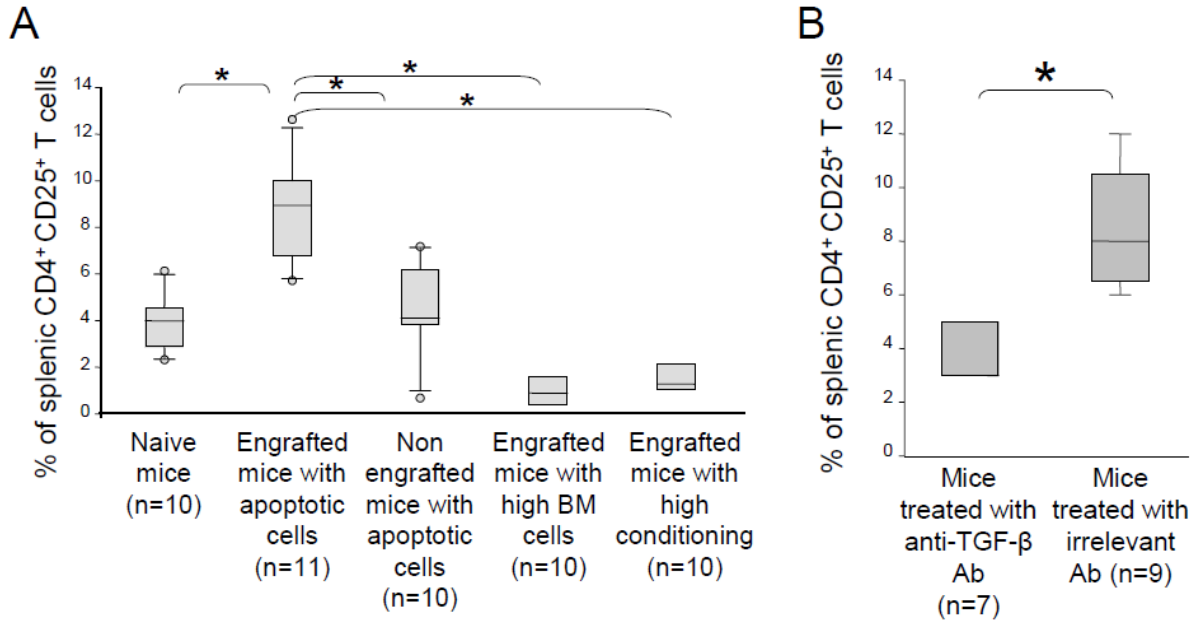 A
% of splenic CD4+ CD25+ T cells
14
12
10
8
6
4
2
0
*
*
*
*
Naive
mice
(n=10)
Engrafted
mice with
apoptotic
cells
(n=11)
Non
engrafted
mice with
apoptotic
cells
(n=10)
Engrafted
mice with
high BM
cells
(n=10)
Engrafted
mice with
high
conditioning
(n=10)
B
% of splenic CD4+ CD25+ T cells
14
12
10
8
6
4
2
0
*
Mice
treated with
anti-TGF-β
Ab
(n=7)
Mice
treated with
irrelevant
Ab (n=9)